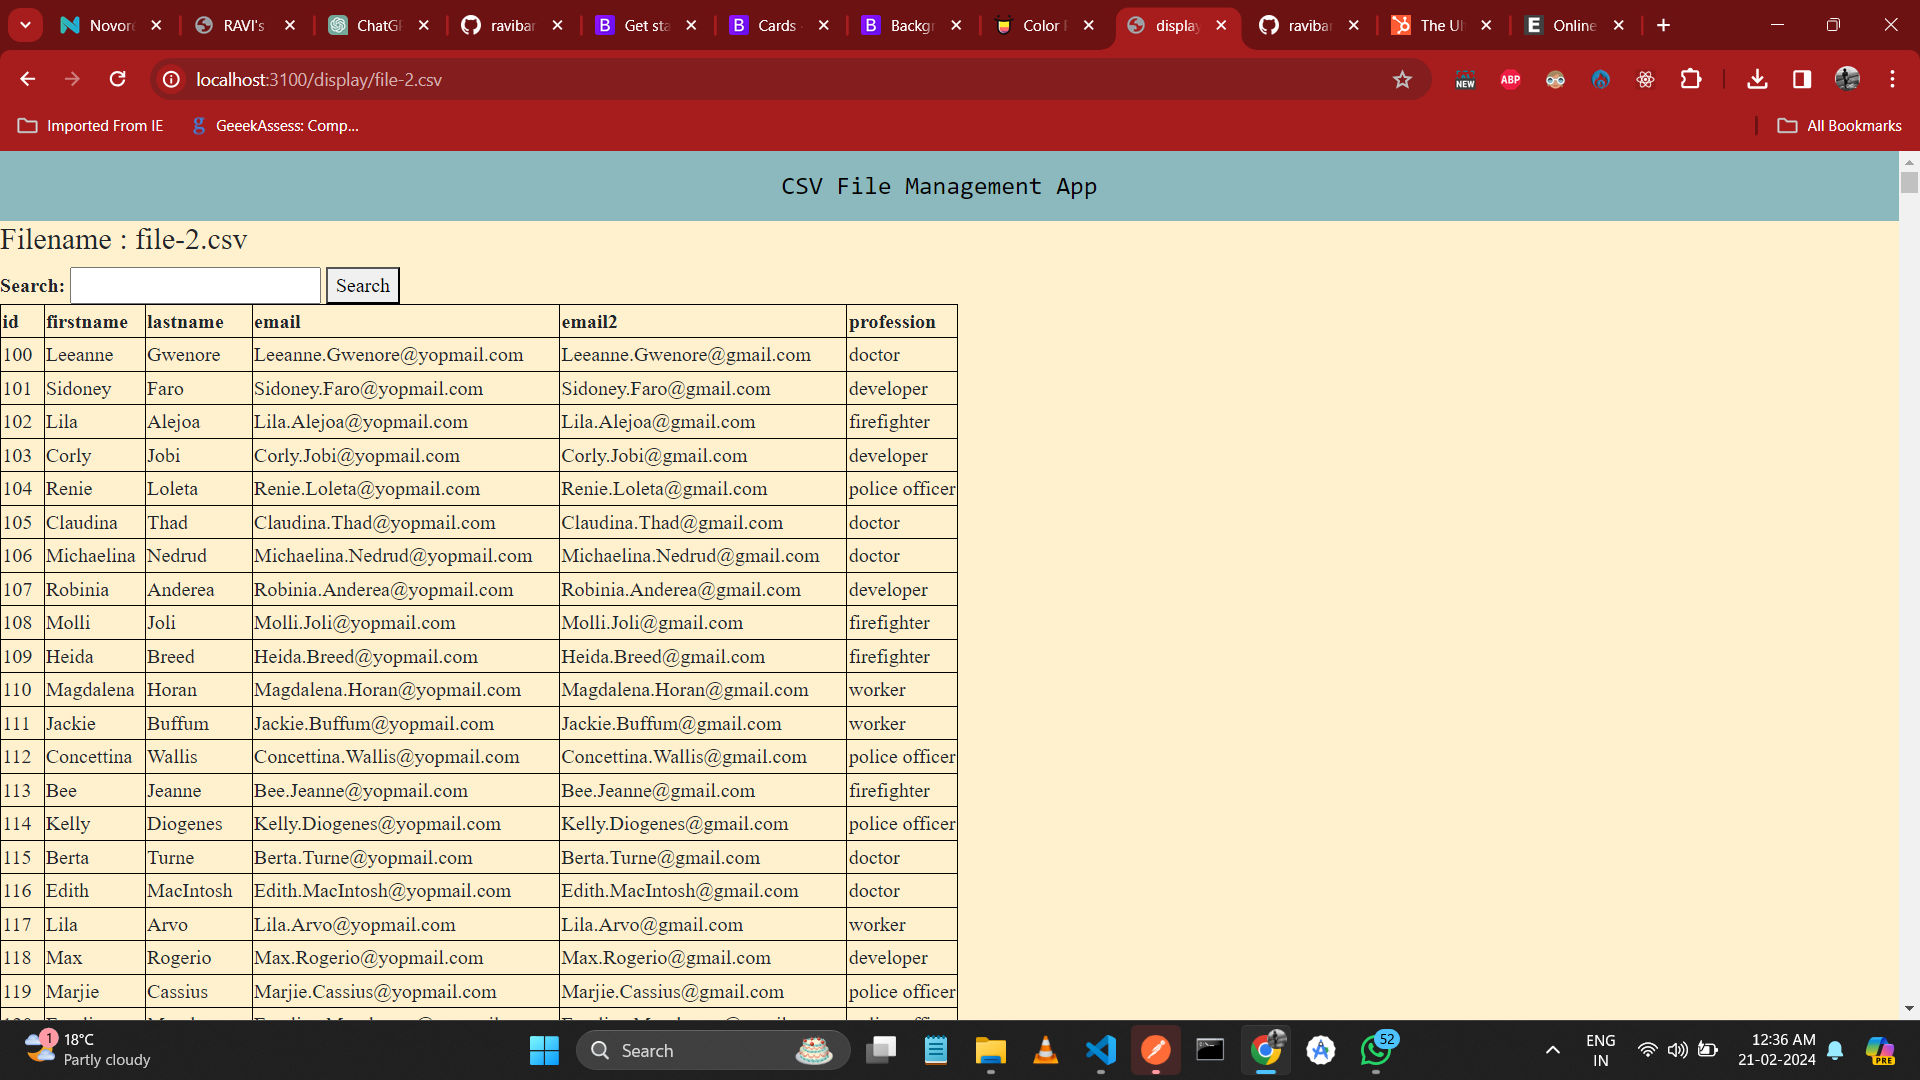 Novor RAVI's ChatGP ravibar Get sta Cards Backgr Color display ravibar The Ul Online
localhost:3100/display/file-2.csv
NEW ABP
Imported From IE GeeekAssess: Comp... All Bookmarks
CSV File Management App
Filename : file-2.csv
Search: Search
id firstname lastname email email2 profession
100 Leeanne Gwenore Leeanne.Gwenore@yopmail.com Leeanne.Gwenore@gmail.com doctor
101 Sidoney Faro Sidoney.Faro@yopmail.com Sidoney.Faro@gmail.com developer
102 Lila Alejoa Lila.Alejoa@yopmail.com Lila.Alejoa@gmail.com firefighter
103 Corly Jobi Corly.Jobi@yopmail.com Corly.Jobi@gmail.com developer
104 Renie Loleta Renie.Loleta@yopmail.com Renie.Loleta@gmail.com police officer
105 Claudina Thad Claudina.Thad@yopmail.com Claudina.Thad@gmail.com doctor
106 Michaelina Nedrud Michaelina.Nedrud@yopmail.com Michaelina.Nedrud@gmail.com doctor
107 Robinia Anderea Robinia.Anderea@yopmail.com Robinia.Anderea@gmail.com developer
108 Molli Joli Molli.Joli@yopmail.com Molli.Joli@gmail.com firefighter
109 Heida Breed Heida.Breed@yopmail.com Heida.Breed@gmail.com firefighter
110 Magdalena Horan Magdalena.Horan@yopmail.com Magdalena.Horan@gmail.com worker
111 Jackie Buffum Jackie.Buffum@yopmail.com Jackie.Buffum@gmail.com worker
112 Concettina Wallis Concettina.Wallis@yopmail.com Concettina.Wallis@gmail.com police officer
113 Bee Jeanne Bee.Jeanne@yopmail.com Bee.Jeanne@gmail.com firefighter
114 Kelly Diogenes Kelly.Diogenes@yopmail.com Kelly.Diogenes@gmail.com police officer
115 Berta Turne Berta.Turne@yopmail.com Berta.Turne@gmail.com doctor
116 Edith MacIntosh Edith.MacIntosh@yopmail.com Edith.MacIntosh@gmail.com doctor
117 Lila Arvo Lila.Arvo@yopmail.com Lila.Arvo@gmail.com worker
118 Max Rogerio Max.Rogerio@yopmail.com Max.Rogerio@gmail.com developer
119 Marjie Cassius Marjie.Cassius@yopmail.com Marjie.Cassius@gmail.com police officer
1 18°C
Partly cloudy
Search
52
ENG
IN
12:36 AM
21-02-2024
PRE